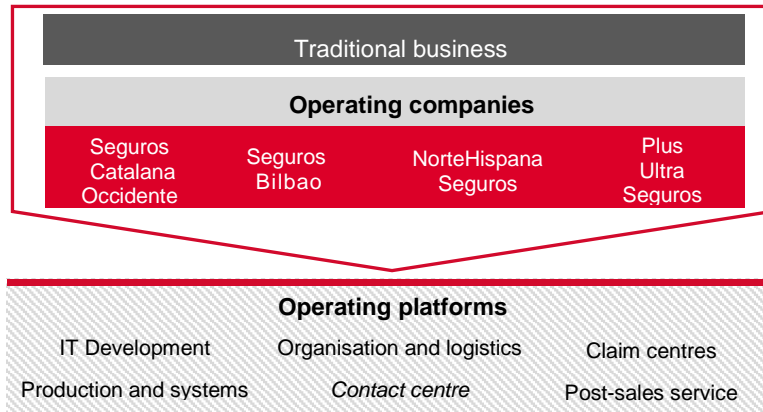 Traditional business
Operating companies
Seguros
Catalana
Occidente
Seguros
Bilbao
NorteHispana
Seguros
Plus
Ultra
Seguros
Operating platforms
IT Development
Organisation and logistics
Claim centres
Production and systems
Contact centre
Post-sales service